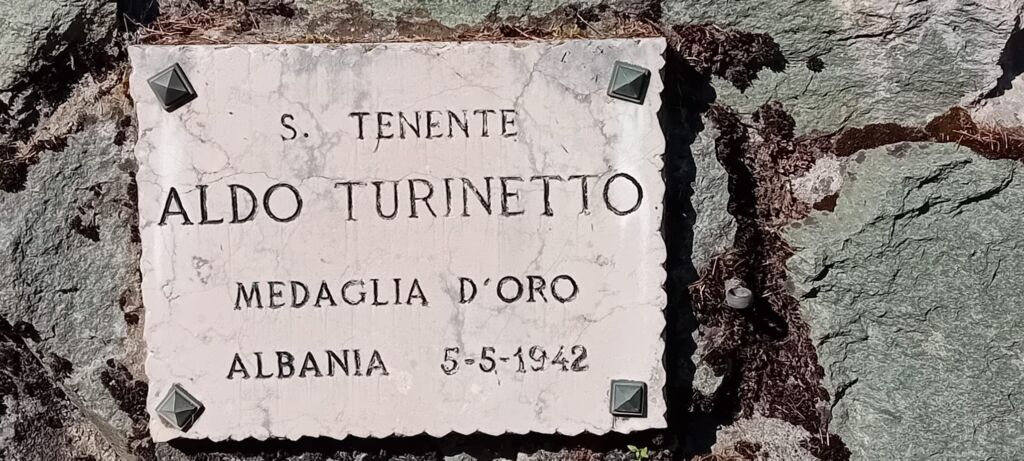 S. TENENTE
ALDO TURINETTO
MEDAGLIA D'ORO
ALBANIA 5-5-1942